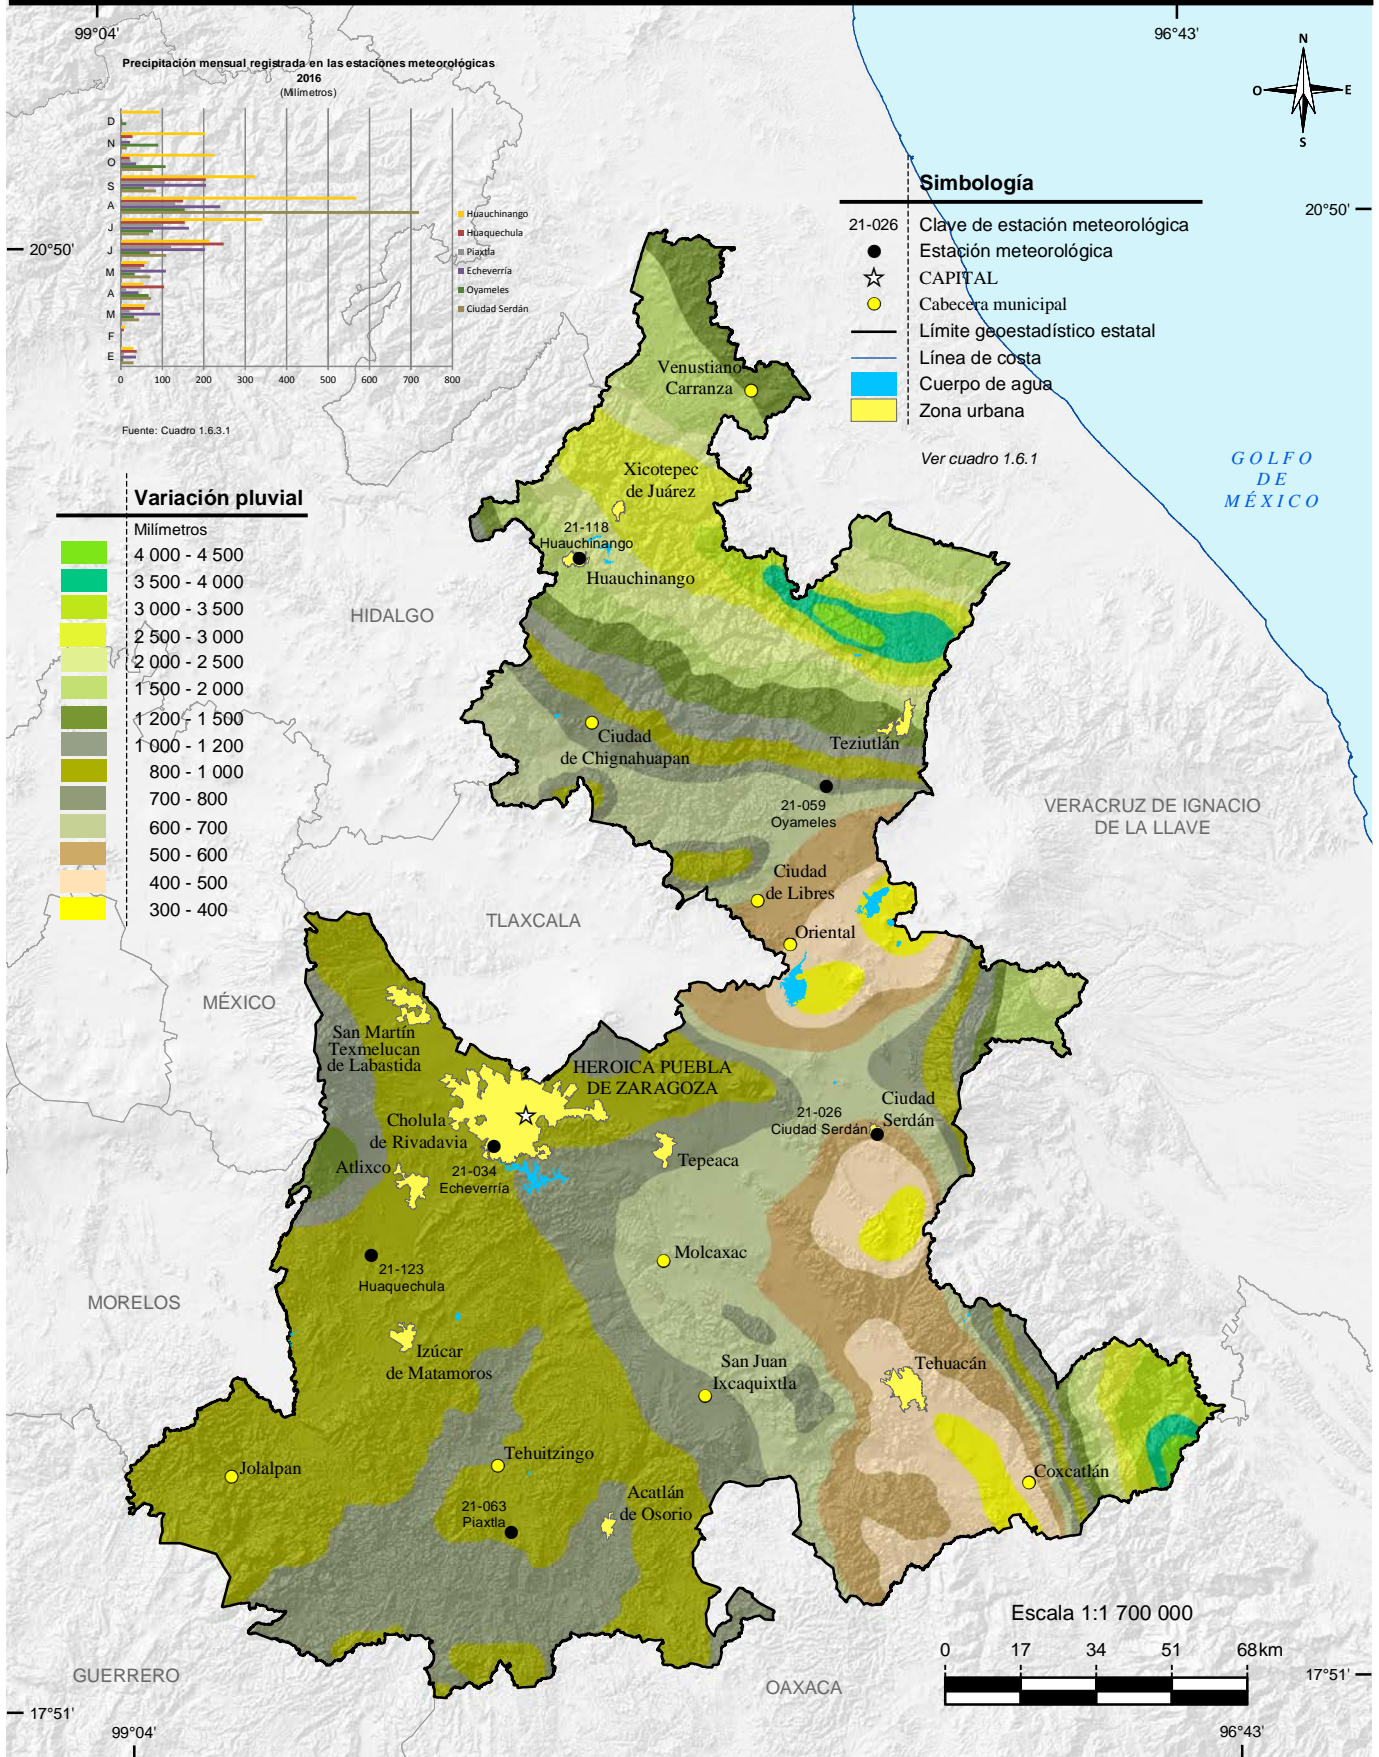 99°04'
96°43'
Precipitación mensual registrada en las estaciones meteorológicas
2016
(Milímetros)
D
N
O
S
A
J
J
M
A
M
F
E
0 100 200 300 400 500 600 700 800
Huauchinango
Huaquechula
Piaxtla
Echeverría
Oyameles
Ciudad Serdán
Fuente: Cuadro 1.6.3.1
N
O
E
S
Simbología
21-026 Clave de estación meteorológica
Estación meteorológica
CAPITAL
Cabecera municipal
Límite geoestadístico estatal
Línea de costa
Cuerpo de agua
Zona urbana
Ver cuadro 1.6.1
20°50'
20°50'
GOLFO
DE
MÉXICO
Variación pluvial
Milímetros
4 000 - 4 500
3 500 - 4 000
3 000 - 3 500
2 500 - 3 000
2 000 - 2 500
1 500 - 2 000
1 200 - 1 500
1 000 - 1 200
800 - 1 000
700 - 800
600 - 700
500 - 600
400 - 500
300 - 400
Venustiano
Carranza
Xicotepec
de Juárez
21-118
Huauchinango
Huauchinango
HIDALGO
Ciudad
de Chignahuapan
Teziutlán
21-059
Oyameles
VERACRUZ DE IGNACIO
DE LA LLAVE
Ciudad
de Libres
Oriental
TLAXCALA
MÉXICO
San Martín
Texmelucan
de Labastida
HEROICA PUEBLA
DE ZARAGOZA
Cholula
de Rivadavia
21-026
Ciudad Serdán
Ciudad
Serdán
Atlixco
21-034
Echeverría
Tepeaca
21-123
Huaquechula
Molcaxac
MORELOS
Izúcar
de Matamoros
San Juan
Ixcaquixtla
Tehuacán
Jolalpan
Tehuitzingo
Coxcatlán
21-063
Piaxtla
Acatlán
de Osorio
Escala 1:1 700 000
0 17 34 51 68km
GUERRERO
OAXACA
17°51'
17°51'
99°04'
96°43'